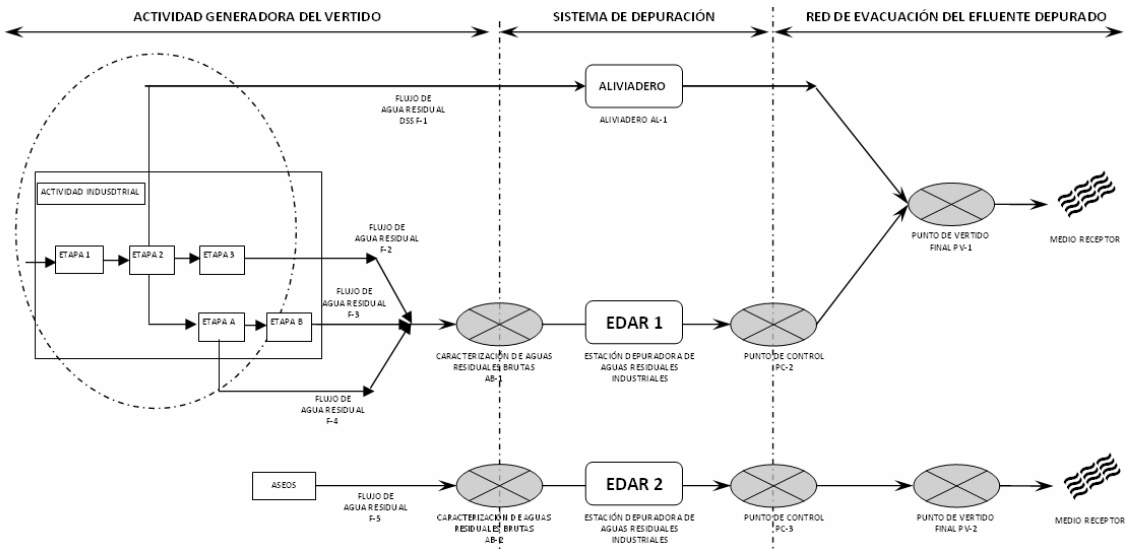 ACTIVIDAD GENERADORA DEL VERTIDO
SISTEMA DE DEPURACIÓN
RED DE EVACUACIÓN DEL EFLUENTE DEPURADO
FLUJO DE
AGUA RESIDUAL
DSS F-1
ALIVIADERO
ALIVIADERO AL-1
ACTIVIDAD INDUSDTRIAL
ETAPA 1
ETAPA 2
ETAPA 3
FLUJO DE
AGUA RESIDUAL
F-2
FLUJO DE
AGUA RESIDUAL
F-3
ETAPA A
ETAPA B
FLUJO DE
AGUA RESIDUAL
F-4
CARACTERIZACION DE AGUAS
RESIDUALES BRUTAS
AB-1
EDAR 1
ESTACIÓN DEPURADORA DE
AGUAS RESIDUALES
INDUSTRIALES
PUNTO DE CONTROL
PC-2
PUNTO DE VERTIDO
FINAL PV-1
MEDIO RECEPTOR
ASEOS
FLUJO DE
AGUA RESIDUAL
F-5
CARACTERIZACION DE AGUAS
RESIDUALES BRUTAS
AB-2
EDAR 2
ESTACIÓN DEPURADORA DE
AGUAS RESIDUALES
INDUSTRIALES
PUNTO DE CONTROL
PC-3
PUNTO DE VERTIDO
FINAL PV-2
MEDIO RECEPTOR